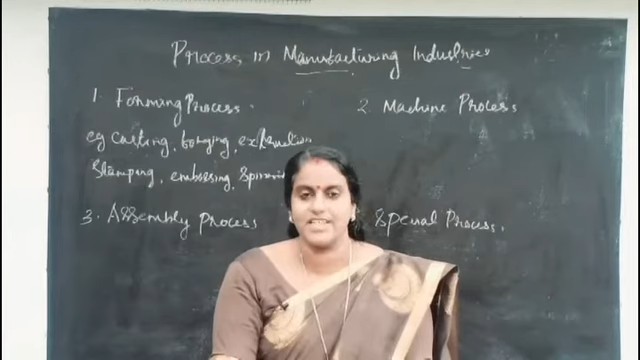 Process in Manufacturing Industries
1. Forming Process.
2. Machine Process.
eg Casting, forging, extrusion
Stamping, embossing, Spinning
3. Assembly Process
Special Process.